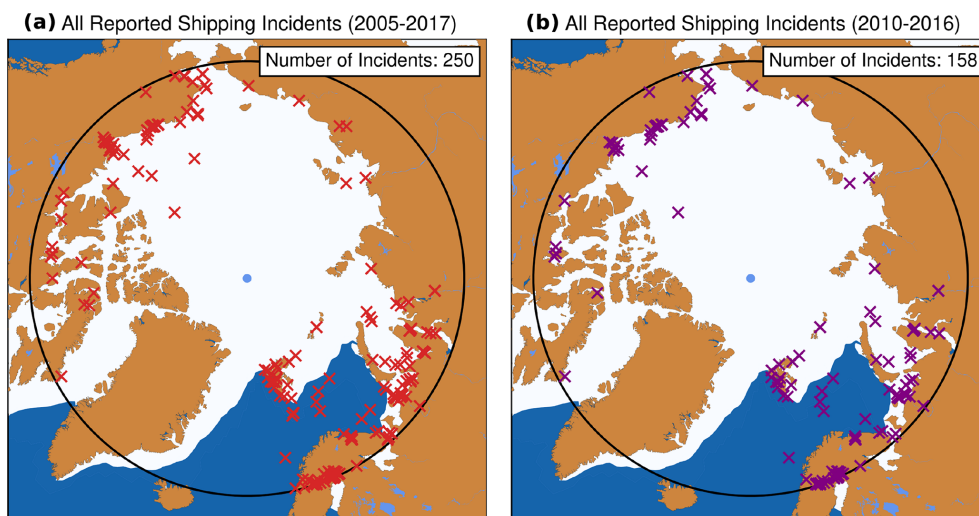 (a) All Reported Shipping Incidents (2005-2017)
Number of Incidents: 250
(b) All Reported Shipping Incidents (2010-2016)
Number of Incidents: 158